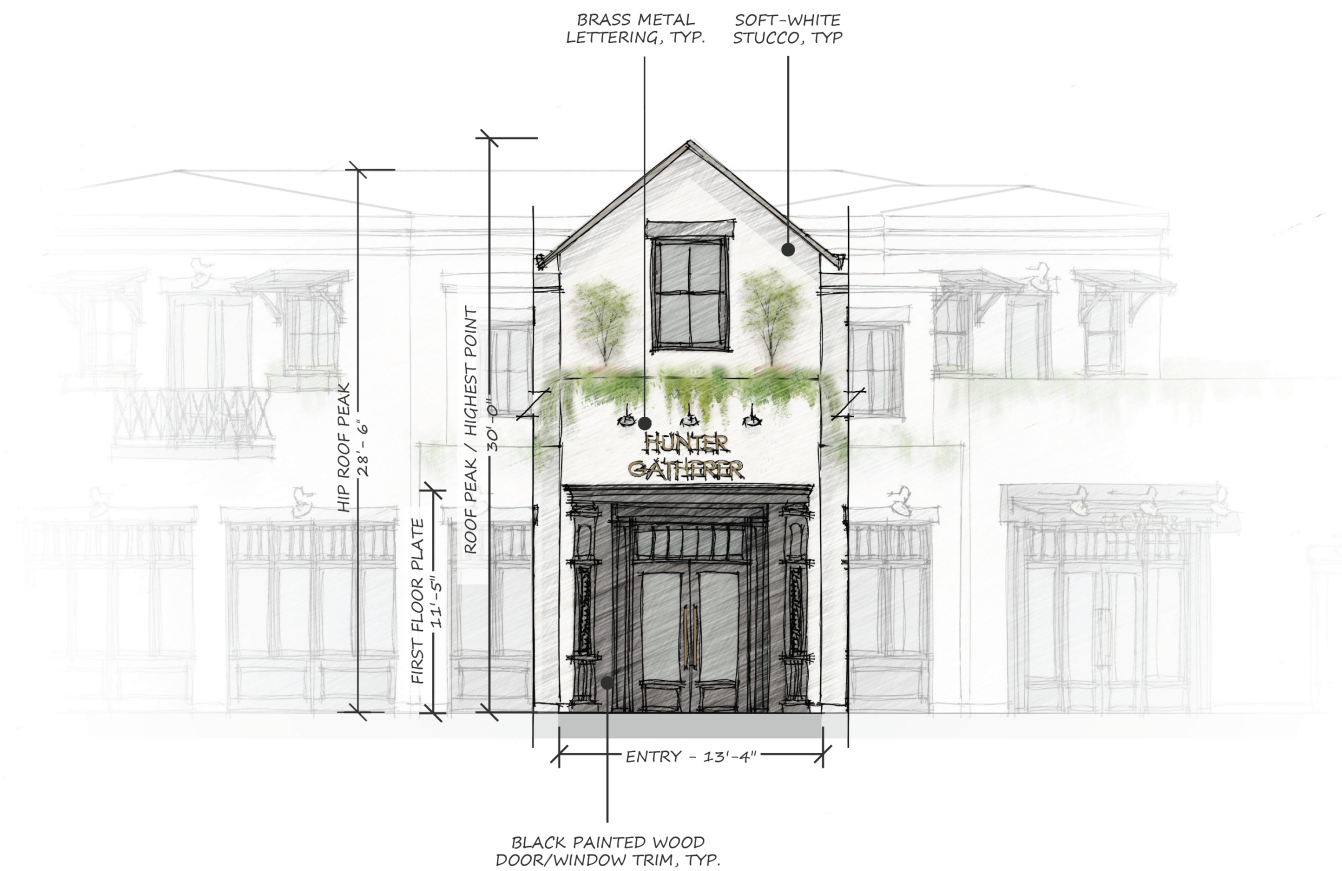 BRASS METAL
LETTERING, TYP.
SOFT-WHITE
STUCCO, TYP
HIP ROOF PEAK
28'-6"
ROOF PEAK / HIGHEST POINT
30'-0"
FIRST FLOOR PLATE
11'-5"
HUNTER
GATHERER
ENTRY - 13'-4"
BLACK PAINTED WOOD
DOOR/WINDOW TRIM, TYP.